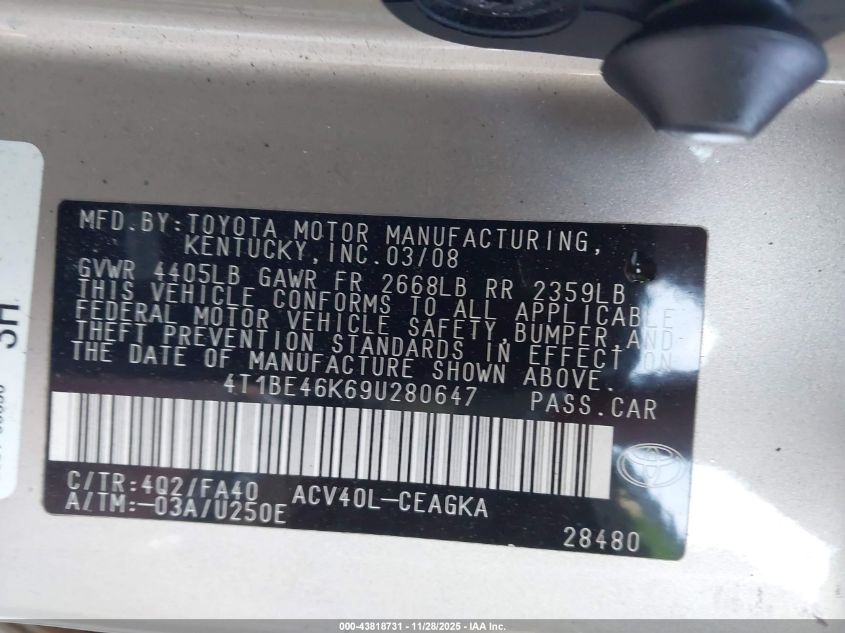 MFD.BY:TOYOTA MOTOR MANUFACTURING,
KENTUCKY,INC.03/08
GVWR 4405LB GAWR FR 2668LB RR 2359LB
THIS VEHICLE CONFORMS TO ALL APPLICABLE
FEDERAL MOTOR VEHICLE SAFETY,BUMPER,AND
THEFT PREVENTION STANDARDS IN EFFECT ON
THE DATE OF MANUFACTURE SHOWN ABOVE.
4T1BE46K69U280647 PASS.CAR
C/TR:4Q2/FA40 ACV40L-CEAGKA
A/TM:-03A/U250E
28480
3H
000-43818731 - 11/28/2025 - IAA Inc.